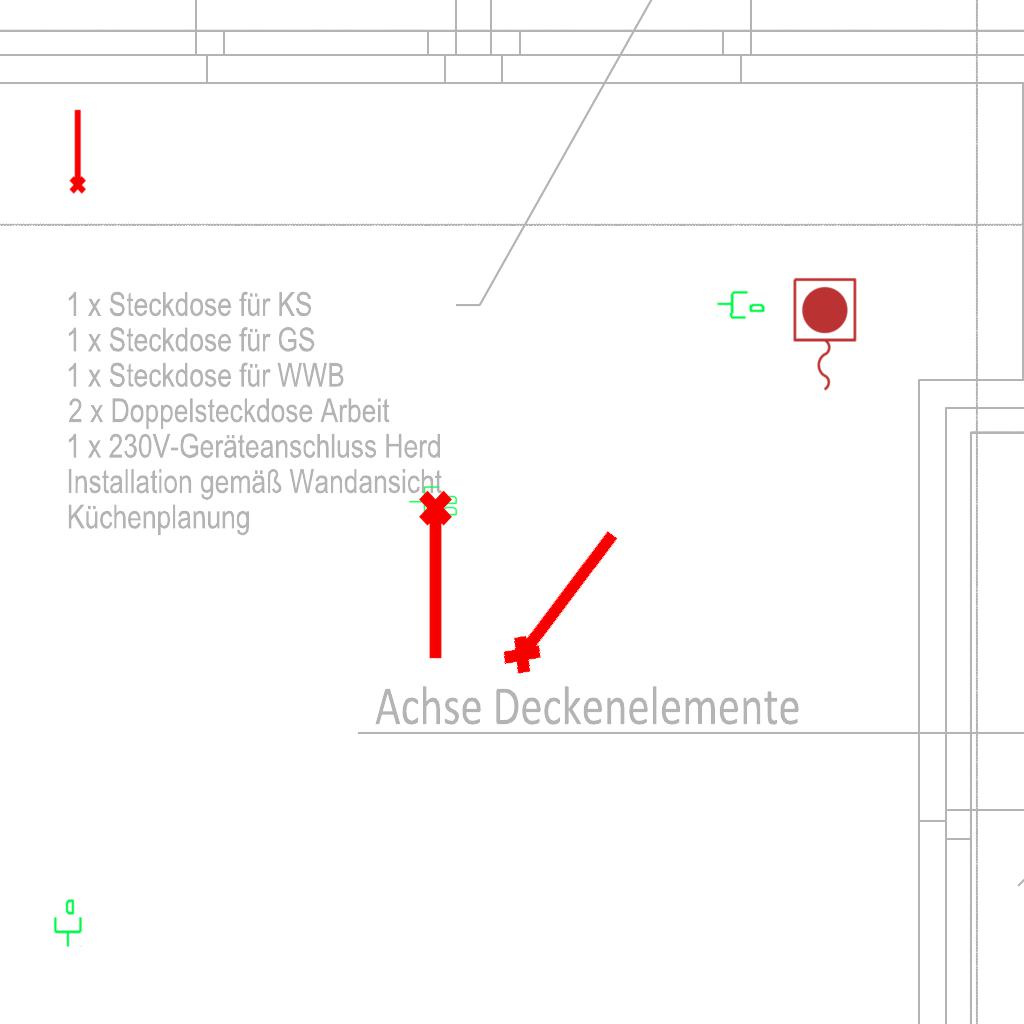 1 x Steckdose für KS
1 x Steckdose für GS
1 x Steckdose für WWB
2 x Doppelsteckdose Arbeit
1 x 230V-Geräteanschluss Herd
Installation gemäß Wandansicht
Küchenplanung
Achse Deckenelemente